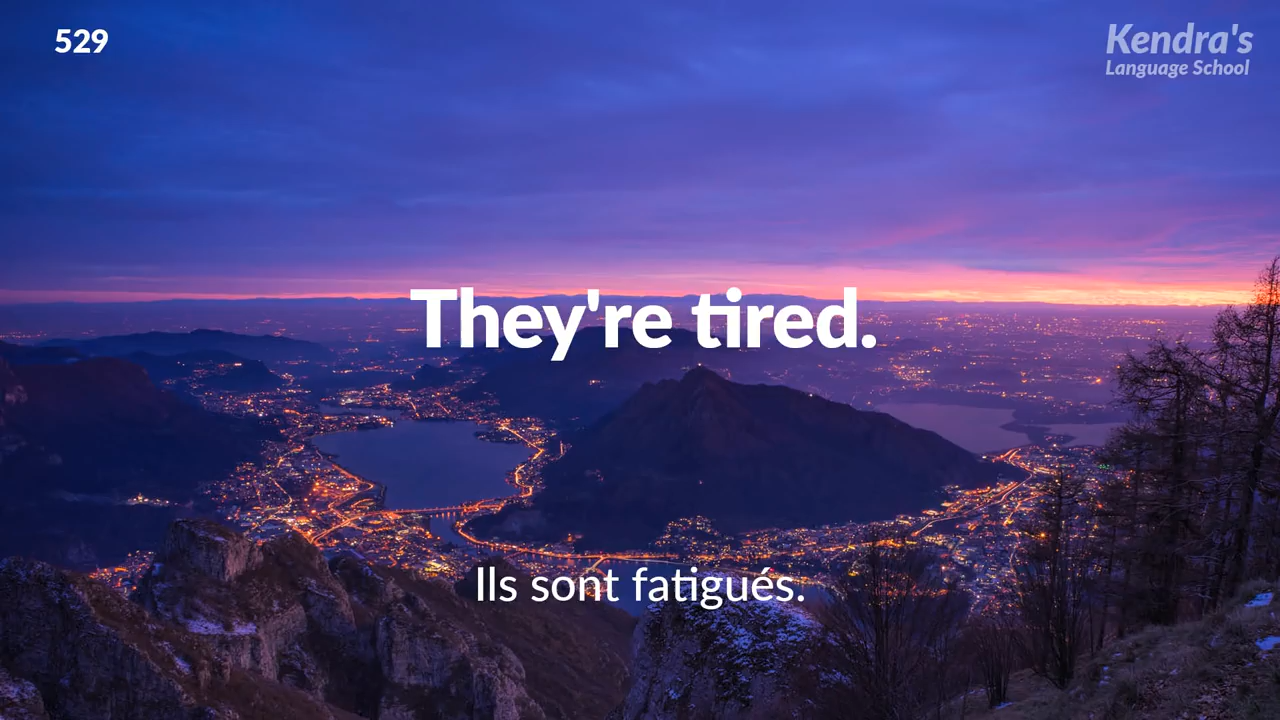 529
Kendra's
Language School
They're tired.
Ils sont fatigués.